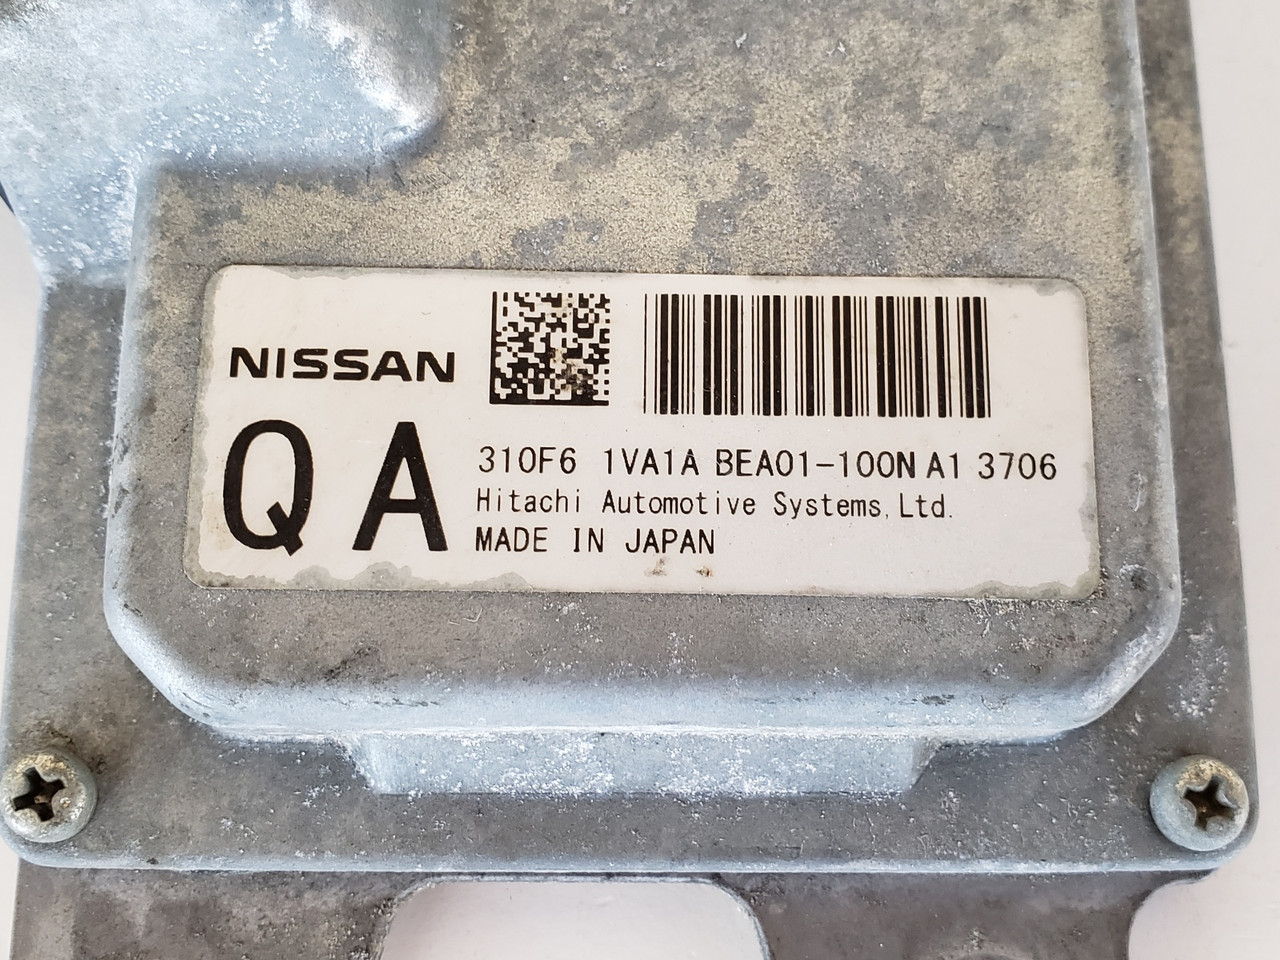 NISSAN
QA
310F6 1VA1A BEA01-100N A1 3706
Hitachi Automotive Systems, Ltd.
MADE IN JAPAN